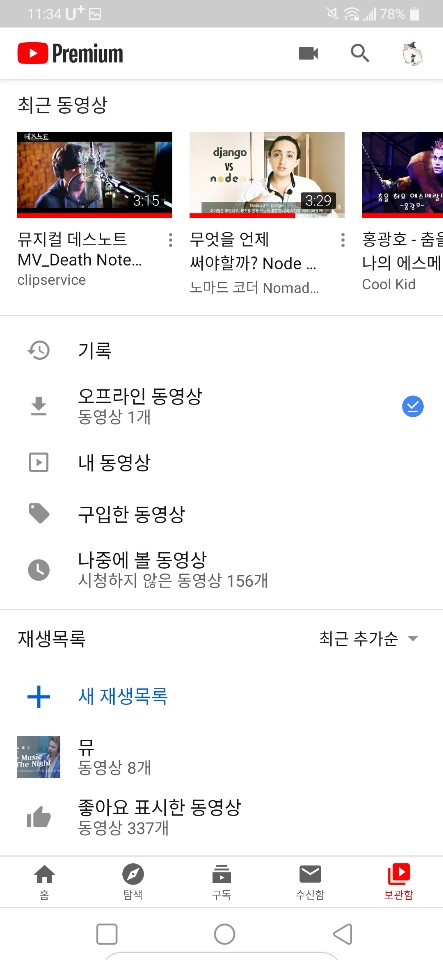 11:34 U+ 78%
Premium
최근 동영상
데스노트
django
VS
node
3:15
3:29
뮤지컬 데스노트
MV_Death Note…
clipservice
무엇을 언제
써야할까? Node …
노마드 코더 Nomad…
홍광호 - 춤을
나의 에스메
Cool Kid
기록
오프라인 동영상
동영상 1개
내 동영상
구입한 동영상
나중에 볼 동영상
시청하지 않은 동영상 156개
재생목록
최근 추가순
새 재생목록
Music
The Night
뮤
동영상 8개
좋아요 표시한 동영상
동영상 337개
홈
탐색
구독
수신함
보관함